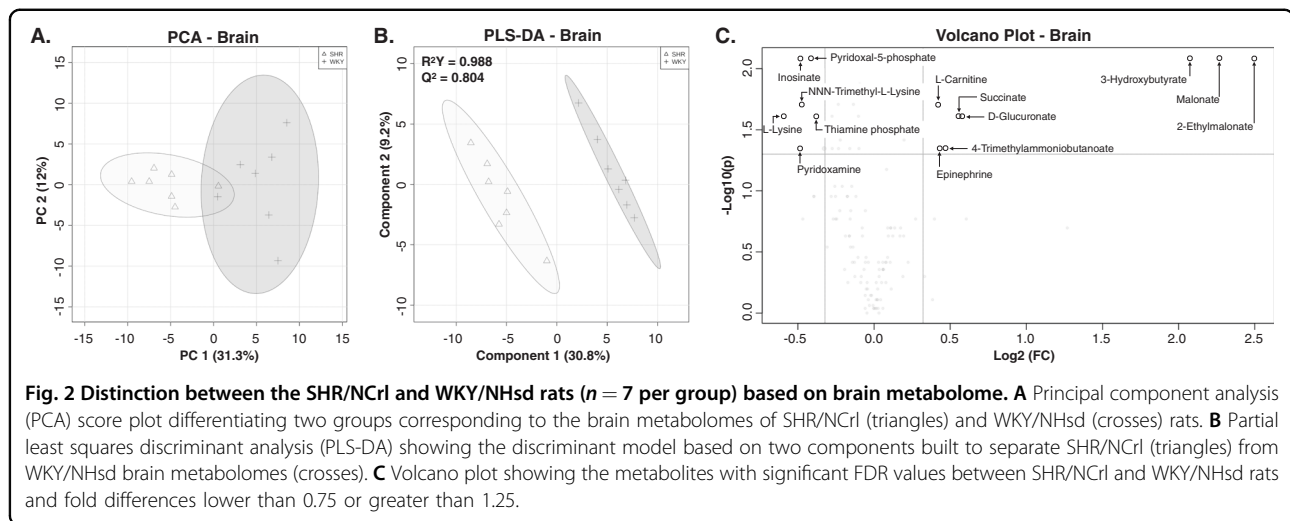 A.
PCA - Brain
SHR
WKY
PC 2 (12%)
15
10
5
0
-5
-10
-15
-15
-10
-5
0
5
10
15
PC 1 (31.3%)
B.
PLS-DA - Brain
R²Y = 0.988
Q² = 0.804
SHR
WKY
Component 2 (9.2%)
10
5
0
-5
-10
-10
-5
0
5
10
Component 1 (30.8%)
C.
Volcano Plot - Brain
-Log10(p)
2.0
1.5
1.0
0.5
0.0
Pyridoxal-5-phosphate
Inosinate
NNN-Trimethyl-L-Lysine
L-Lysine
Thiamine phosphate
Pyridoxamine
L-Carnitine
Succinate
D-Glucuronate
4-Trimethylammoniobutanoate
Epinephrine
3-Hydroxybutyrate
Malonate
2-Ethylmalonate
-0.5
0.0
0.5
1.0
1.5
2.0
2.5
Log2 (FC)
Fig. 2 Distinction between the SHR/NCrl and WKY/NHsd rats (n = 7 per group) based on brain metabolome. A Principal component analysis
(PCA) score plot differentiating two groups corresponding to the brain metabolomes of SHR/NCrl (triangles) and WKY/NHsd (crosses) rats. B Partial
least squares discriminant analysis (PLS-DA) showing the discriminant model based on two components built to separate SHR/NCrl (triangles) from
WKY/NHsd brain metabolomes (crosses). C Volcano plot showing the metabolites with significant FDR values between SHR/NCrl and WKY/NHsd rats
and fold differences lower than 0.75 or greater than 1.25.